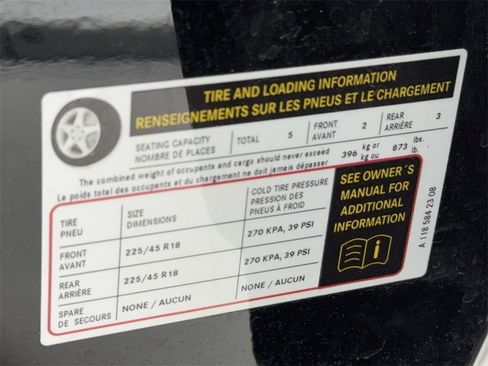 TIRE AND LOADING INFORMATION
RENSEIGNEMENTS SUR LES PNEUS ET LE CHARGEMENT
SEATING CAPACITY TOTAL 5 FRONT 2 REAR 3
NOMBRE DE PLACES AVANT ARRIÈRE
The combined weight of occupants and cargo should never exceed 396 kg or 873 lbs.
Le poids total des occupants et du chargement ne doit jamais dépasser kg ou lb.
TIRE SIZE COLD TIRE PRESSURE
PNEU DIMENSIONS PRESSION DES
PNEUS À FROID
FRONT 225/45 R18 270 KPA, 39 PSI
AVANT
REAR 225/45 R18 270 KPA, 39 PSI
ARRIÈRE
SPARE NONE / AUCUN NONE / AUCUN
DE SECOURS
SEE OWNER´S
MANUAL FOR
ADDITIONAL
INFORMATION
A 118 584 23 08